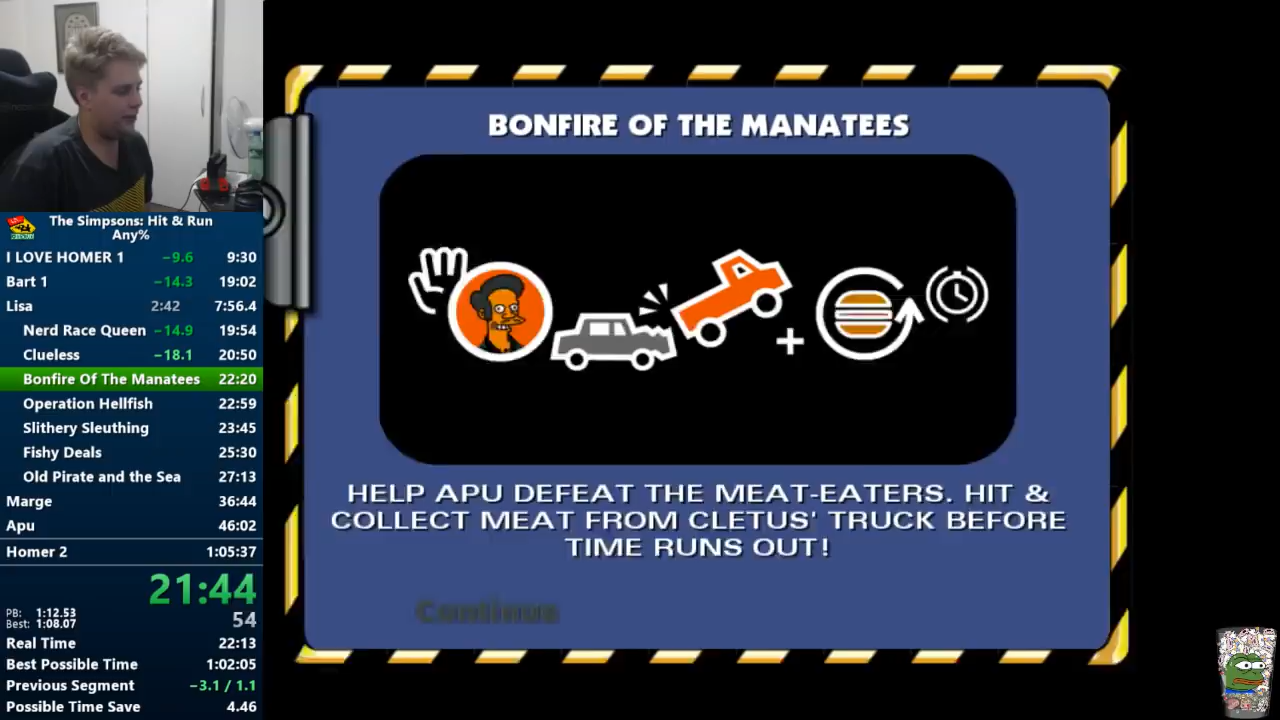 The Simpsons: Hit & Run
Any%
I LOVE HOMER 1 −9.6 9:30
Bart 1 −14.3 19:02
Lisa 2:42 7:56.4
Nerd Race Queen −14.9 19:54
Clueless −18.1 20:50
Bonfire Of The Manatees 22:20
Operation Hellfish 22:59
Slithery Sleuthing 23:45
Fishy Deals 25:30
Old Pirate and the Sea 27:13
Marge 36:44
Apu 46:02
Homer 2 1:05:37
21:44
PB: 1:12.53
Best: 1:08.07
54
Real Time 22:13
Best Possible Time 1:02:05
Previous Segment −3.1 / 1.1
Possible Time Save 4.46
BONFIRE OF THE MANATEES
HELP APU DEFEAT THE MEAT-EATERS. HIT &
COLLECT MEAT FROM CLETUS' TRUCK BEFORE
TIME RUNS OUT!
Continue